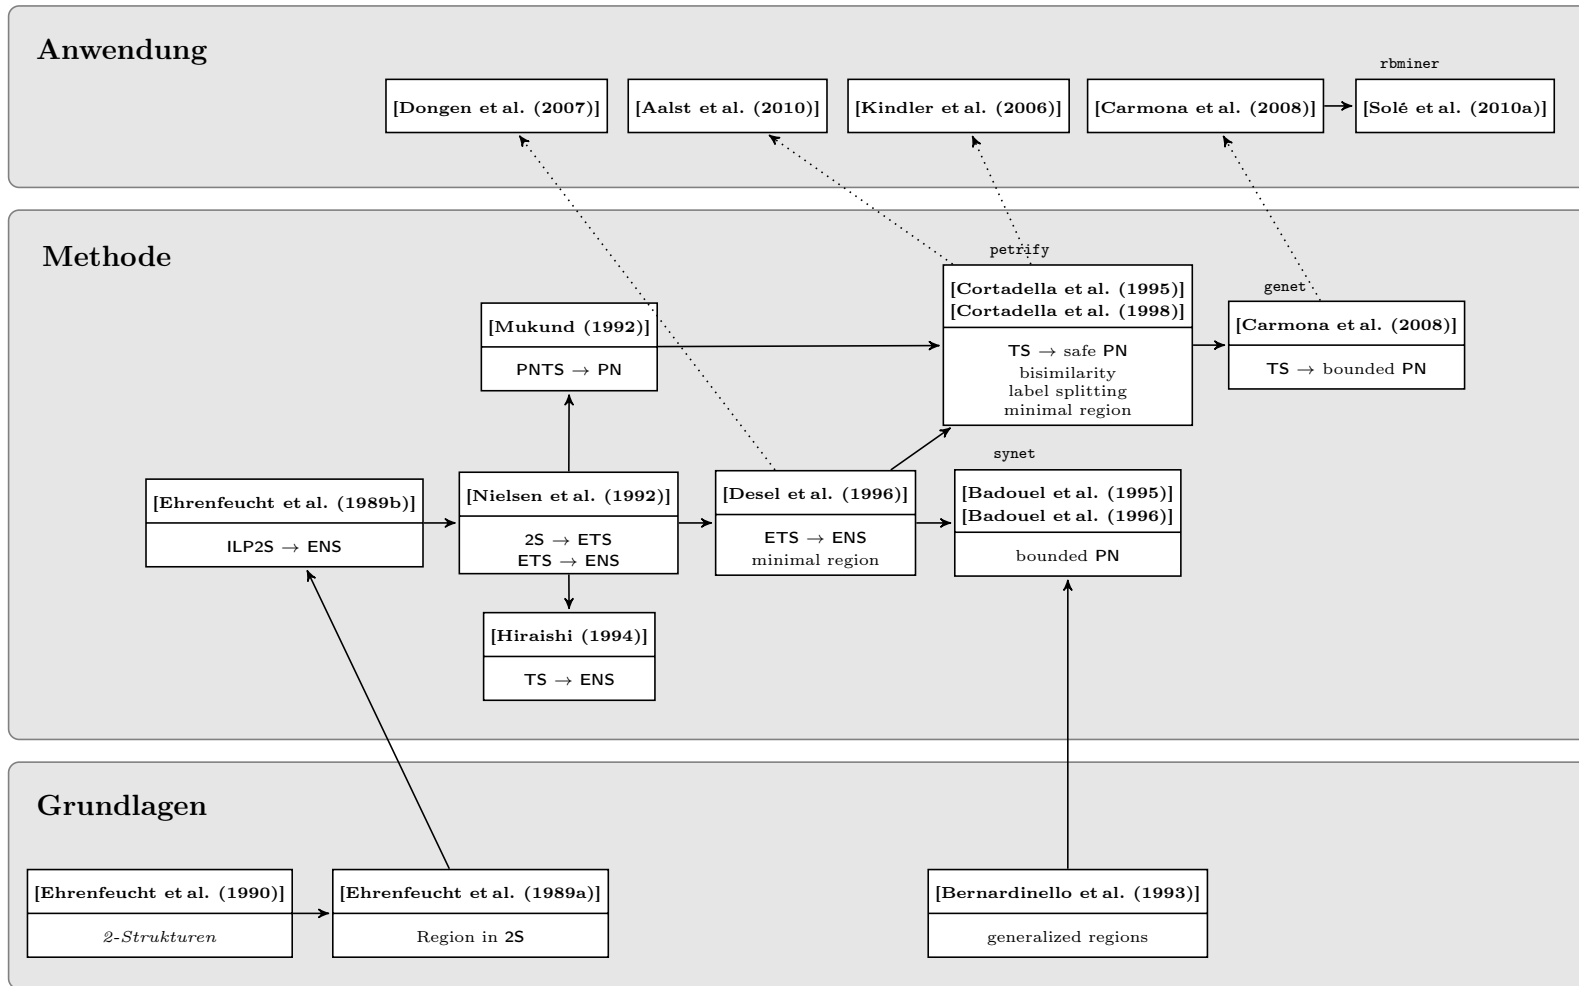 Anwendung
rbminer
[Dongen et al. (2007)]
[Aalst et al. (2010)]
[Kindler et al. (2006)]
[Carmona et al. (2008)]
[Solé et al. (2010a)]
Methode
petrify
[Cortadella et al. (1995)]
[Cortadella et al. (1998)]
TS → safe PN
bisimilarity
label splitting
minimal region
genet
[Carmona et al. (2008)]
TS → bounded PN
[Mukund (1992)]
PNTS → PN
synet
[Ehrenfeucht et al. (1989b)]
ILP2S → ENS
[Nielsen et al. (1992)]
2S → ETS
ETS → ENS
[Desel et al. (1996)]
ETS → ENS
minimal region
[Badouel et al. (1995)]
[Badouel et al. (1996)]
bounded PN
[Hiraishi (1994)]
TS → ENS
Grundlagen
[Ehrenfeucht et al. (1990)]
2-Strukturen
[Ehrenfeucht et al. (1989a)]
Region in 2S
[Bernardinello et al. (1993)]
generalized regions